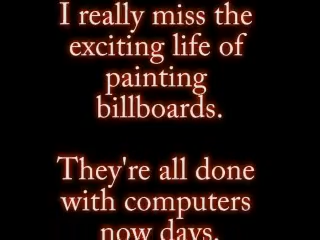 I really miss the
exciting life of
painting
billboards.
They're all done
with computers
now days.